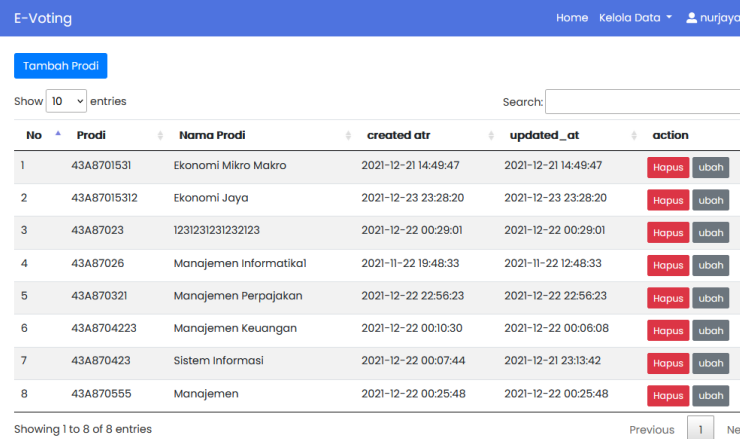 E-Voting Home Kelola Data nurjaya
Tambah Prodi
Show 10 entries Search:
No Prodi Nama Prodi created atr updated_at action
1 43A8701531 Ekonomi Mikro Makro 2021-12-21 14:49:47 2021-12-21 14:49:47 Hapus ubah
2 43A87015312 Ekonomi Jaya 2021-12-23 23:28:20 2021-12-23 23:28:20 Hapus ubah
3 43A87023 1231231231232123 2021-12-22 00:29:01 2021-12-22 00:29:01 Hapus ubah
4 43A87026 Manajemen Informatika1 2021-11-22 19:48:33 2021-11-22 12:48:33 Hapus ubah
5 43A870321 Manajemen Perpajakan 2021-12-22 22:56:23 2021-12-22 22:56:23 Hapus ubah
6 43A8704223 Manajemen Keuangan 2021-12-22 00:10:30 2021-12-22 00:06:08 Hapus ubah
7 43A870423 Sistem Informasi 2021-12-22 00:07:44 2021-12-21 23:13:42 Hapus ubah
8 43A870555 Manajemen 2021-12-22 00:25:48 2021-12-22 00:25:48 Hapus ubah
Showing 1 to 8 of 8 entries Previous 1 Ne